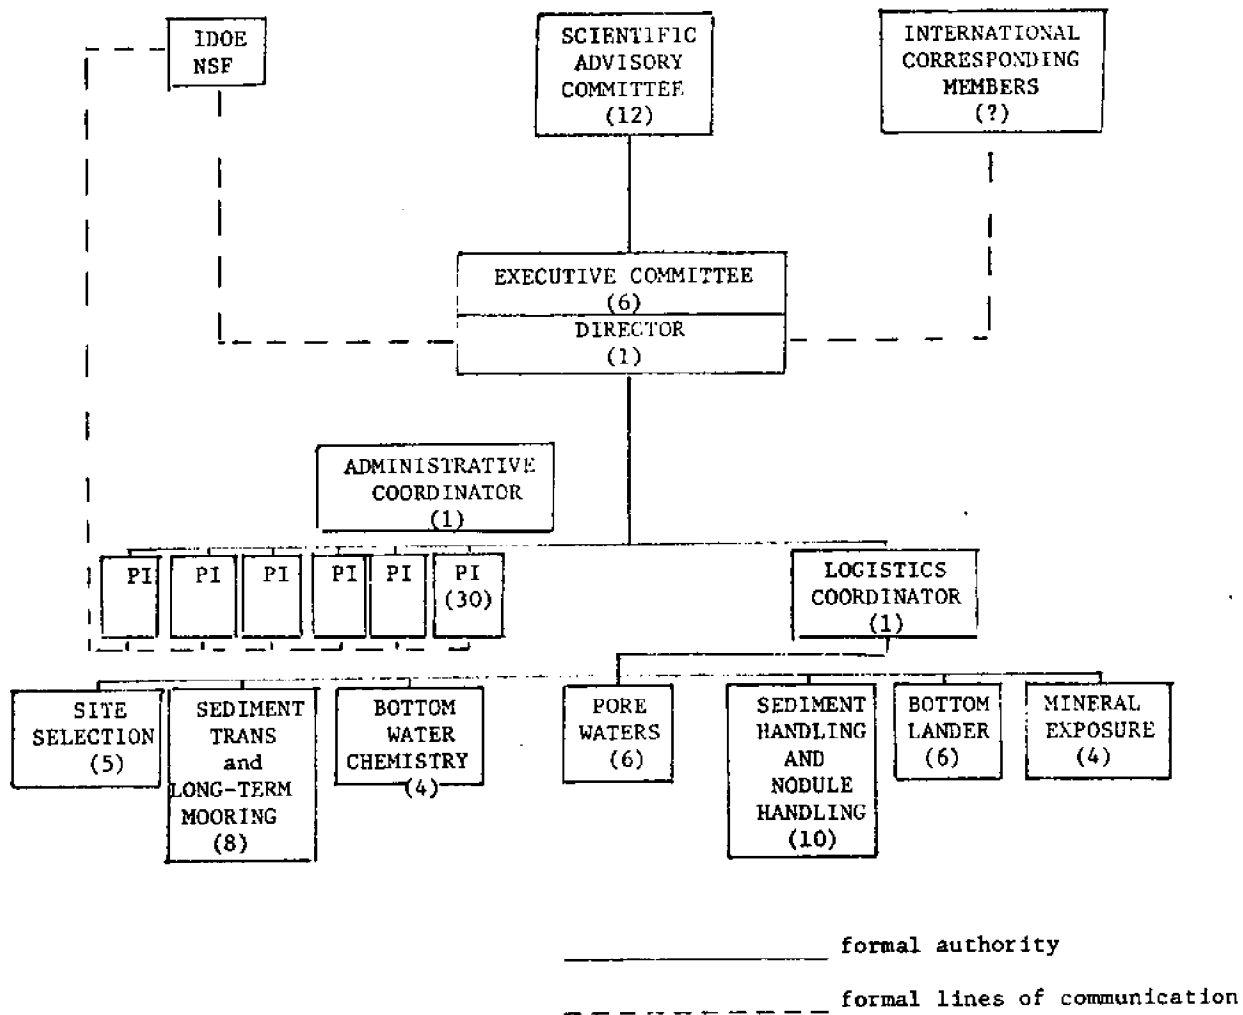 IDOE
NSF
SCIENTIFIC
ADVISORY
COMMITTEE
(12)
INTERNATIONAL
CORRESPONDING
MEMBERS
(?)
EXECUTIVE COMMITTEE
(6)
DIRECTOR
(1)
ADMINISTRATIVE
COORDINATOR
(1)
PI
PI
PI
PI
PI
PI
(30)
LOGISTICS
COORDINATOR
(1)
SITE
SELECTION
(5)
SEDIMENT
TRANS
and
LONG-TERM
MOORING
(8)
BOTTOM
WATER
CHEMISTRY
(4)
PORE
WATERS
(6)
SEDIMENT
HANDLING
AND
NODULE
HANDLING
(10)
BOTTOM
LANDER
(6)
MINERAL
EXPOSURE
(4)
formal authority
formal lines of communication